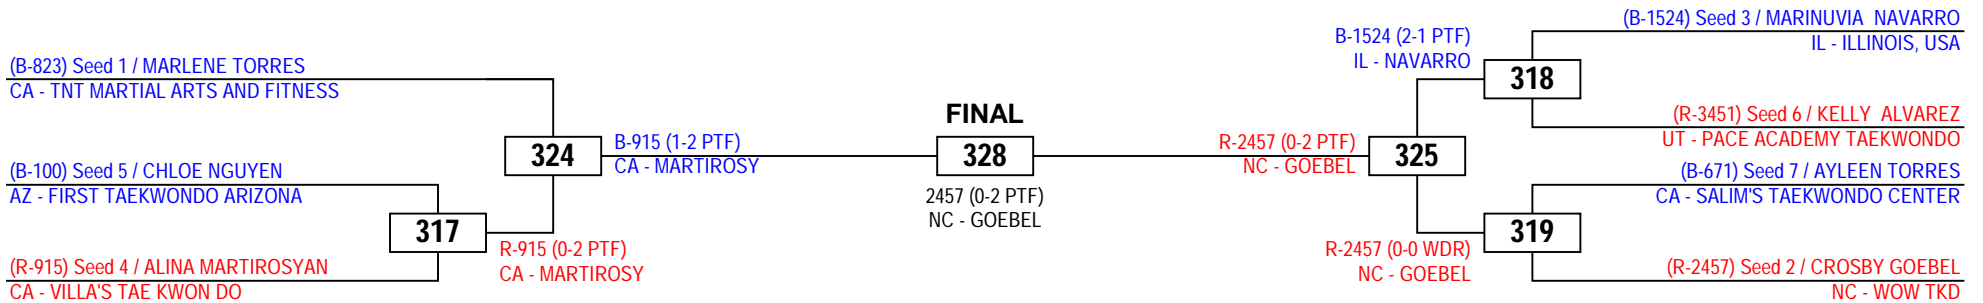 (B-823) Seed 1 / MARLENE TORRES
CA - TNT MARTIAL ARTS AND FITNESS
(B-100) Seed 5 / CHLOE NGUYEN
AZ - FIRST TAEKWONDO ARIZONA
(R-915) Seed 4 / ALINA MARTIROSYAN
CA - VILLA'S TAE KWON DO
317
R-915 (0-2 PTF)
CA - MARTIROSY
324
B-915 (1-2 PTF)
CA - MARTIROSY
FINAL
328
2457 (0-2 PTF)
NC - GOEBEL
R-2457 (0-2 PTF)
NC - GOEBEL
325
B-1524 (2-1 PTF)
IL - NAVARRO
318
R-2457 (0-0 WDR)
NC - GOEBEL
319
(B-1524) Seed 3 / MARINUVIA  NAVARRO
IL - ILLINOIS, USA
(R-3451) Seed 6 / KELLY  ALVAREZ
UT - PACE ACADEMY TAEKWONDO
(B-671) Seed 7 / AYLEEN TORRES
CA - SALIM'S TAEKWONDO CENTER
(R-2457) Seed 2 / CROSBY GOEBEL
NC - WOW TKD